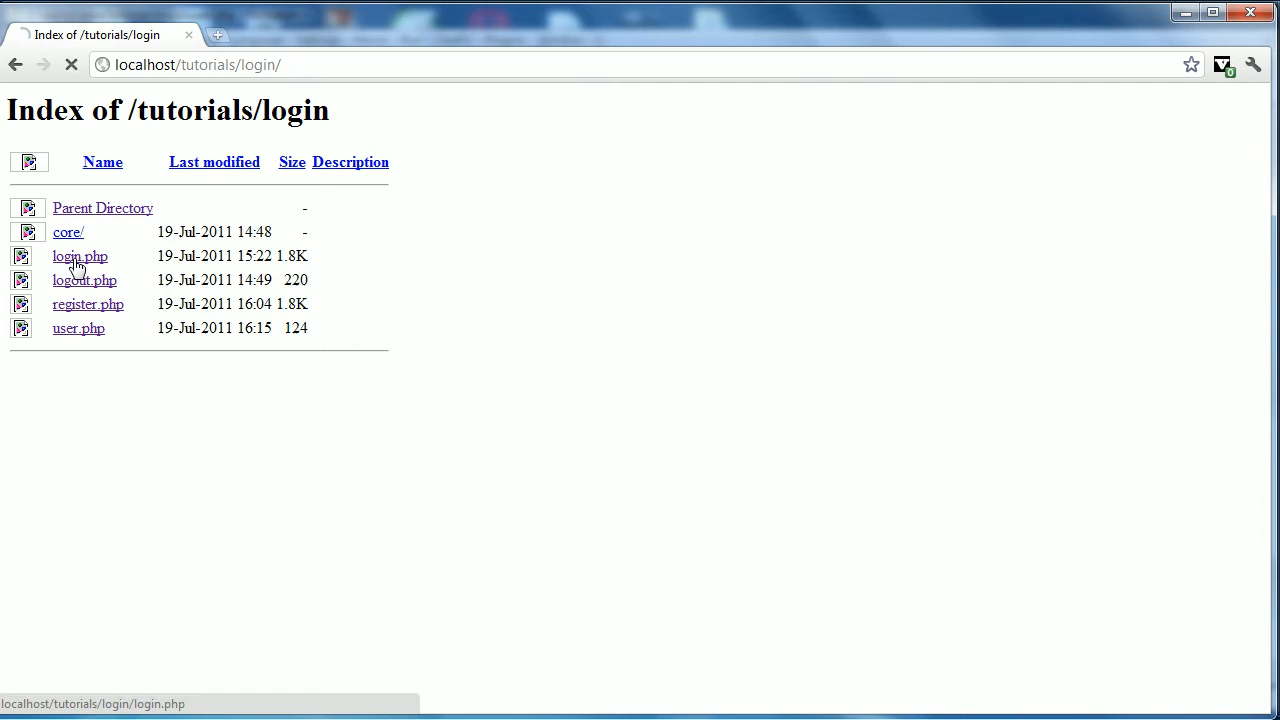 Index of /tutorials/login
localhost/tutorials/login/
0
Index of /tutorials/login
Name Last modified Size Description
Parent Directory -
core/ 19-Jul-2011 14:48 -
login.php 19-Jul-2011 15:22 1.8K
logout.php 19-Jul-2011 14:49 220
register.php 19-Jul-2011 16:04 1.8K
user.php 19-Jul-2011 16:15 124
localhost/tutorials/login/login.php